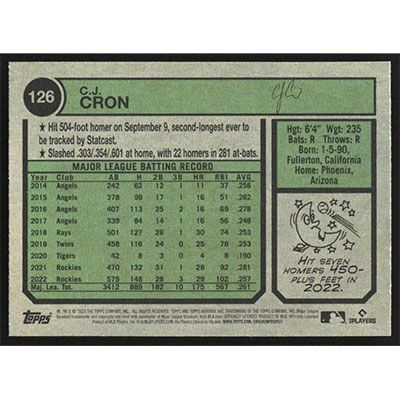 126
C.J.
CRON
CJ Cron
★ Hit 504-foot homer on September 9, second-longest ever to
be tracked by Statcast.
★ Slashed .303/.354/.601 at home, with 22 homers in 281 at-bats.
MAJOR LEAGUE BATTING RECORD
Year Club AB H 2B 3B HR RBI AVG
2014 Angels 242 62 12 1 11 37 .256
2015 Angels 378 99 17 1 16 51 .262
2016 Angels 407 113 25 2 16 69 .278
2017 Angels 339 84 14 1 16 56 .248
2018 Rays 501 127 28 1 30 74 .253
2019 Twins 458 116 24 0 25 78 .253
2020 Tigers 42 8 3 0 4 8 .190
2021 Rockies 470 132 31 1 28 92 .281
2022 Rockies 575 148 28 3 29 102 .257
Maj. Lea. Tot. 3412 889 182 10 175 567 .261
Hgt: 6'4" Wgt: 235
Bats: R Throws: R
Born: 1-5-90,
Fullerton, California
Home: Phoenix,
Arizona
HIT SEVEN
HOMERS 450-
PLUS FEET IN
2022.
Topps
PLAYERS